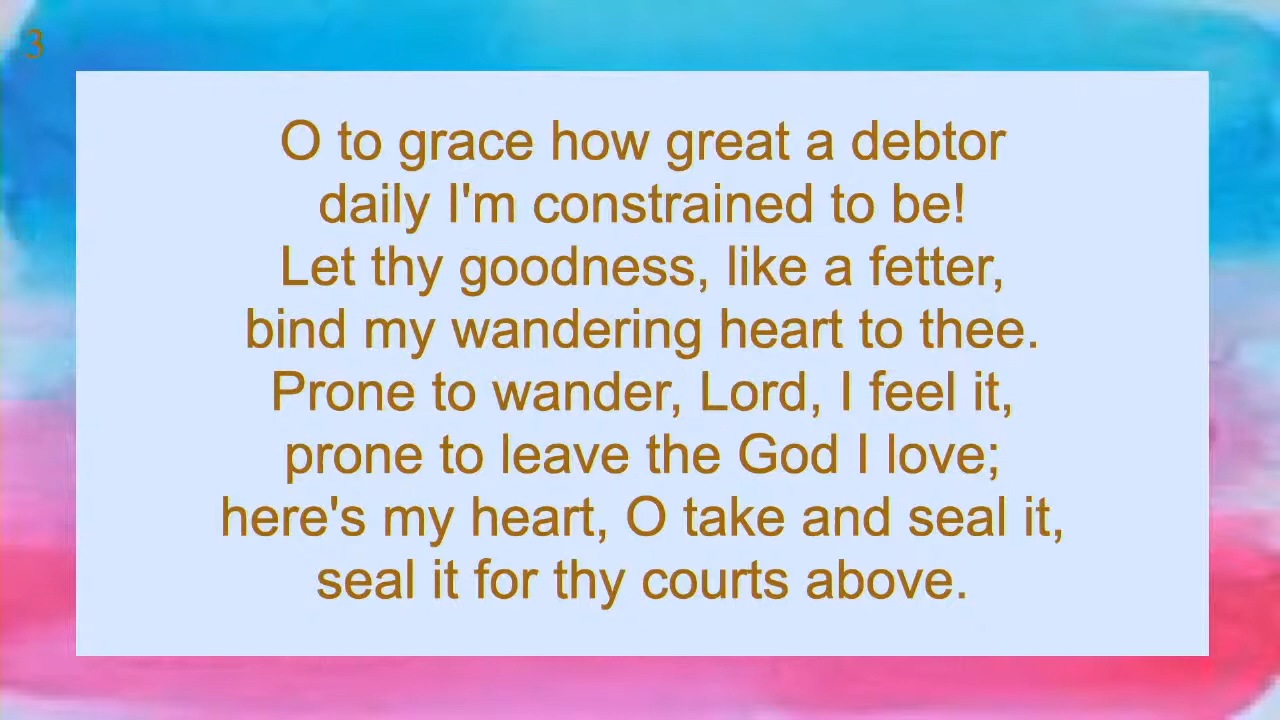 3
O to grace how great a debtor
daily I'm constrained to be!
Let thy goodness, like a fetter,
bind my wandering heart to thee.
Prone to wander, Lord, I feel it,
prone to leave the God I love;
here's my heart, O take and seal it,
seal it for thy courts above.